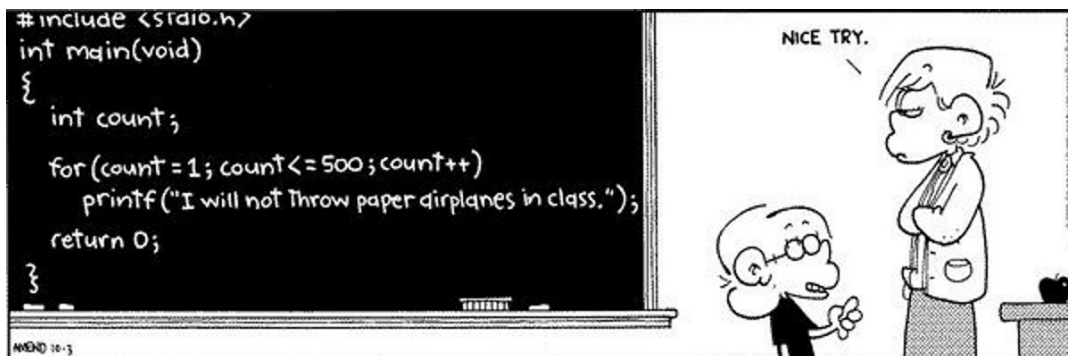 #include <stdio.h>
int main(void)
{
int count;
for (count = 1; count <= 500; count++)
printf ("I will not Throw paper airplanes in class.");
return 0;
}
NICE TRY.
AMEND 10-3